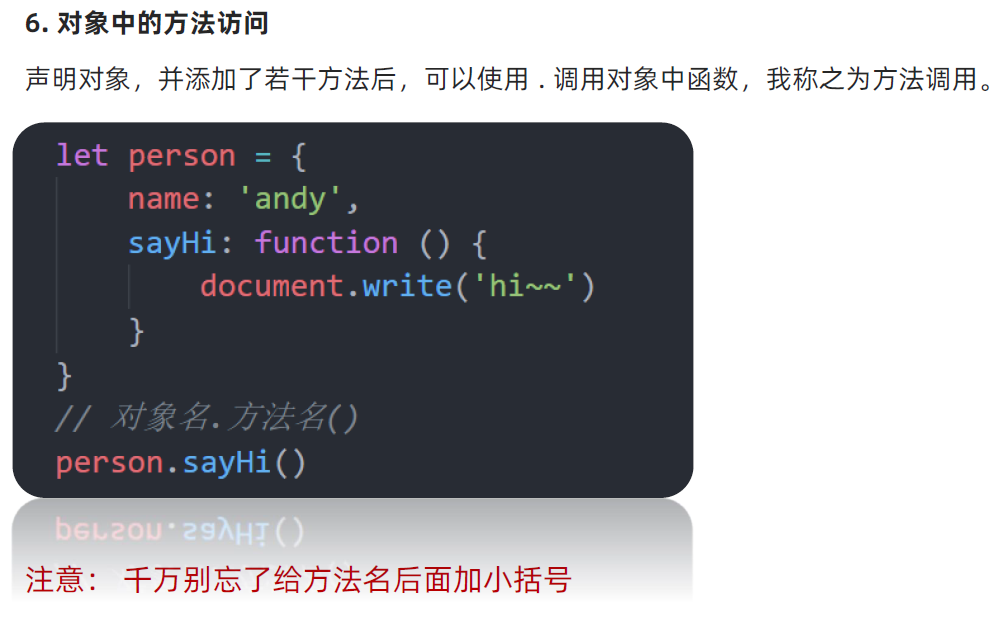 6. 对象中的方法访问
声明对象，并添加了若干方法后，可以使用 . 调用对象中函数，我称之为方法调用。
let person = {
    name: 'andy',
    sayHi: function () {
        document.write('hi~~')
    }
}
// 对象名.方法名()
person.sayHi()
person.sayHi()
注意： 千万别忘了给方法名后面加小括号